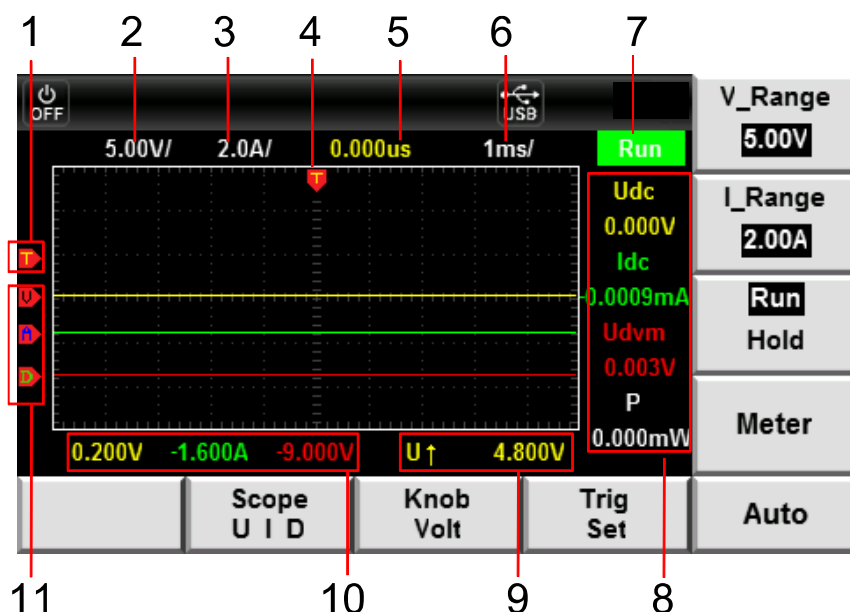 1 2 3 4 5 6 7
OFF USB
V_Range
5.00V
5.00V/ 2.0A/ 0.000us 1ms/ Run
T
Udc
0.000V
I_Range
2.00A
Idc
T
-0.0009mA
V
Run
Hold
A
Udvm
0.003V
D
P
0.000mW
Meter
0.200V -1.600A -9.000V U↑ 4.800V
Scope
U I D
Knob
Volt
Trig
Set
Auto
11 10 9 8